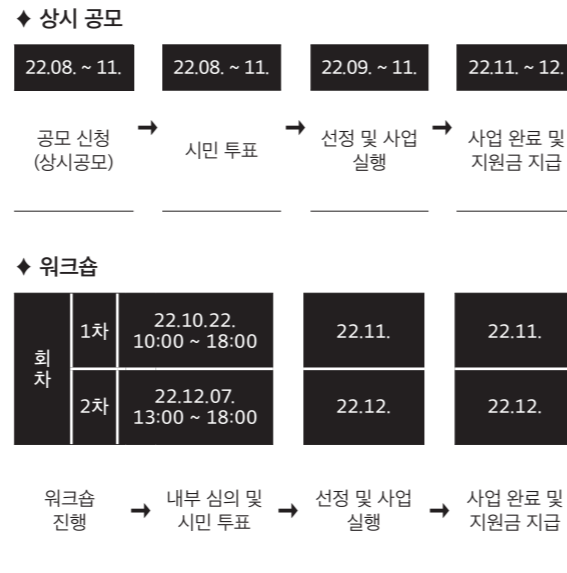 ♦ 상시 공모
22.08. ~ 11.
22.08. ~ 11.
22.09. ~ 11.
22.11. ~ 12.
공모 신청
(상시공모)
→
시민 투표
→
선정 및 사업
실행
→
사업 완료 및
지원금 지급
♦ 워크숍
회
차
1차
22.10.22.
10:00 ~ 18:00
22.11.
22.11.
2차
22.12.07.
13:00 ~ 18:00
22.12.
22.12.
워크숍
진행
→
내부 심의 및
시민 투표
→
선정 및 사업
실행
→
사업 완료 및
지원금 지급